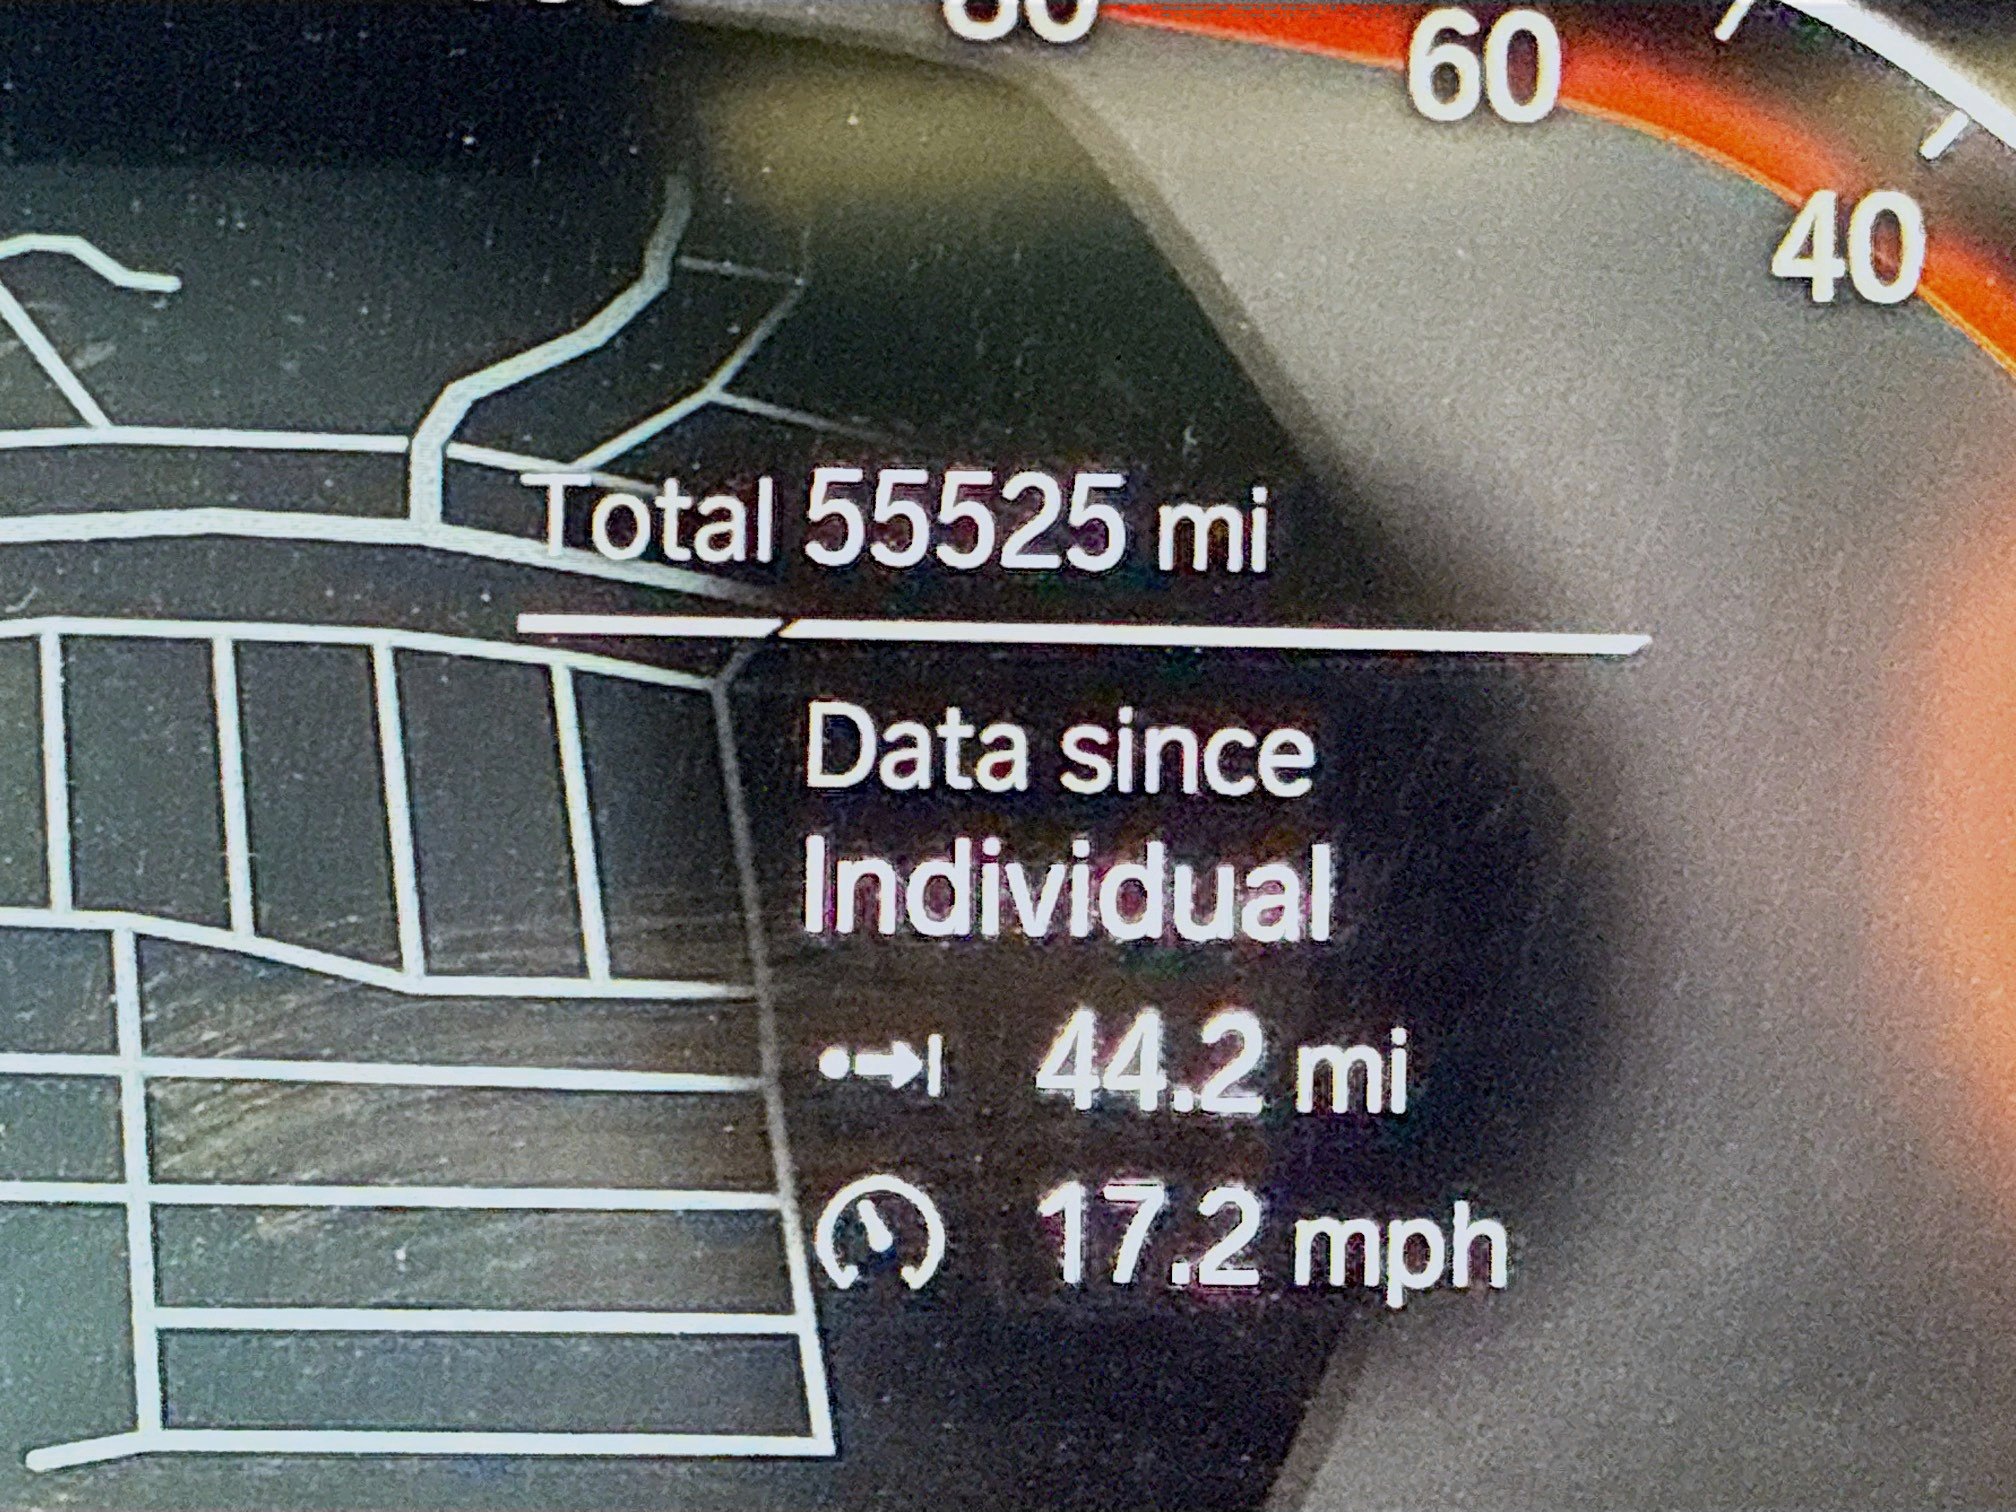 60
40
Total 55525 mi
Data since
Individual
44.2 mi
17.2 mph